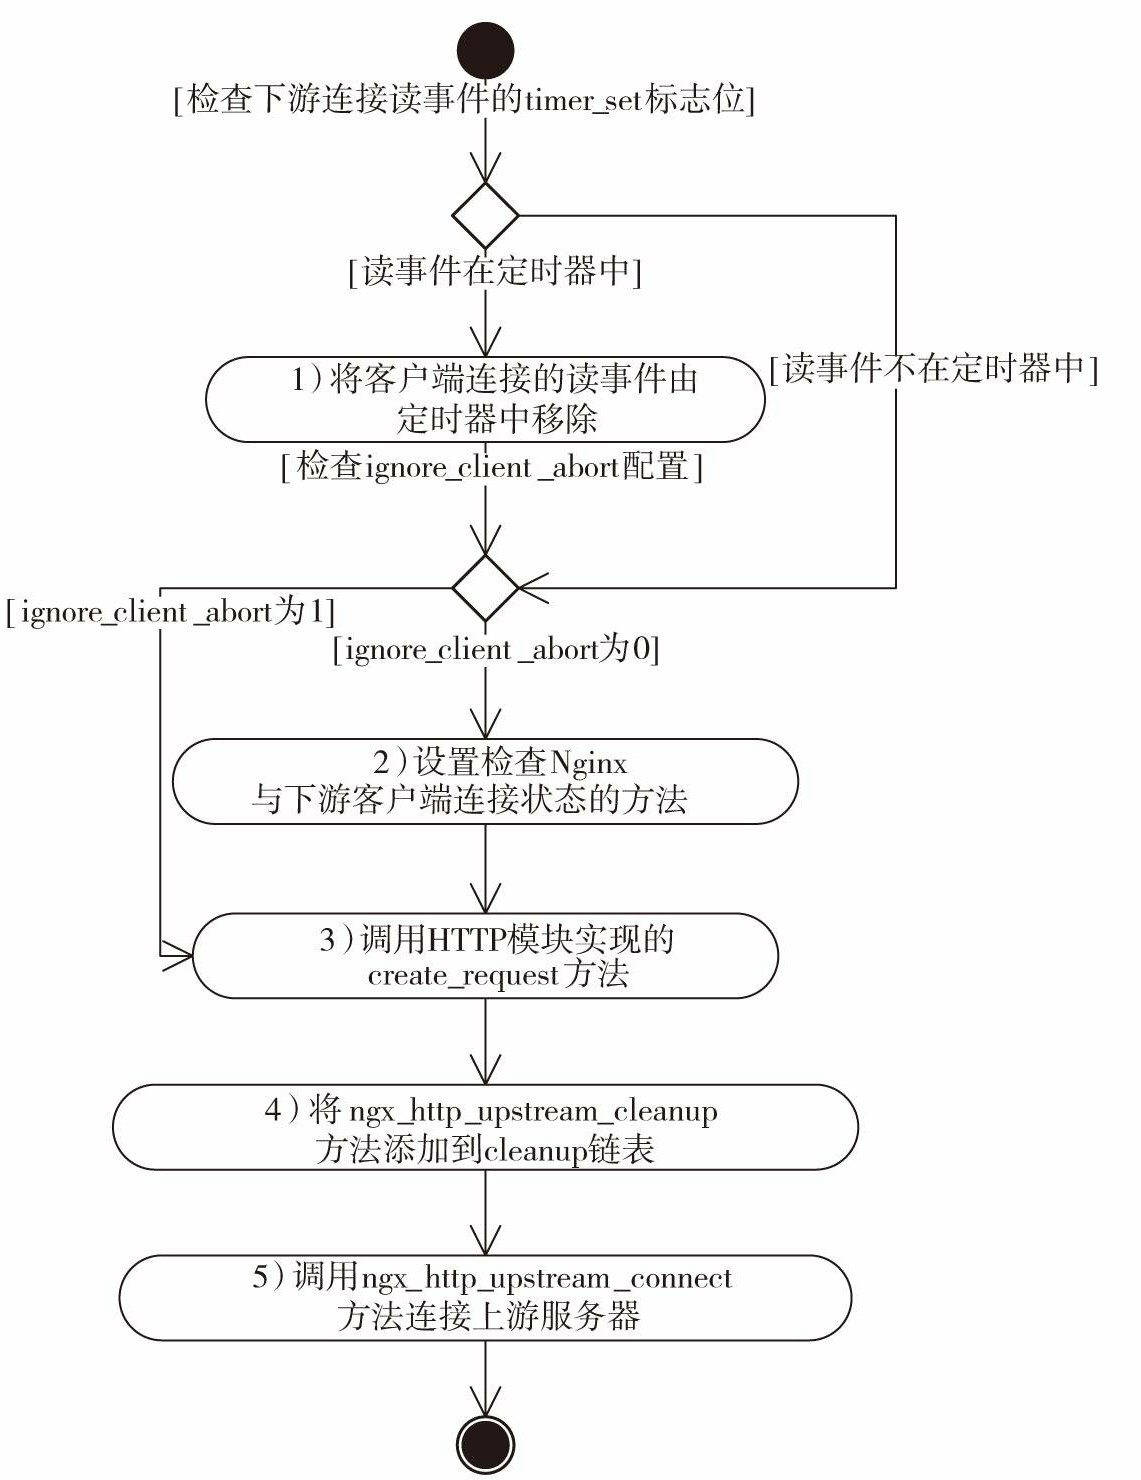 [检查下游连接读事件的timer_set标志位]
[读事件在定时器中]
[读事件不在定时器中]
1)将客户端连接的读事件由
定时器中移除
[检查ignore_client_abort配置]
[ignore_client_abort为1]
[ignore_client_abort为0]
2)设置检查Nginx
与下游客户端连接状态的方法
3)调用HTTP模块实现的
create_request方法
4)将ngx_http_upstream_cleanup
方法添加到cleanup链表
5)调用ngx_http_upstream_connect
方法连接上游服务器